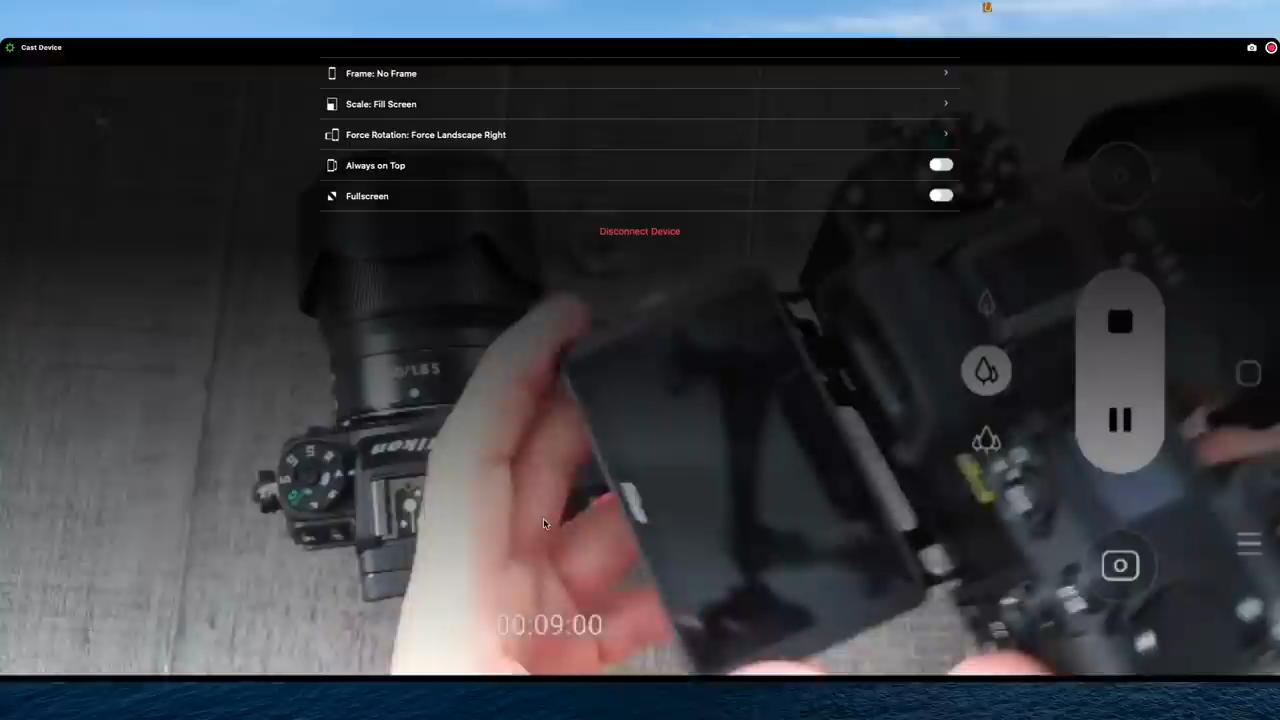 Cast Device
Frame: No Frame
Scale: Fill Screen
Force Rotation: Force Landscape Right
Always on Top
Fullscreen
Disconnect Device
Nikon
00:09:00